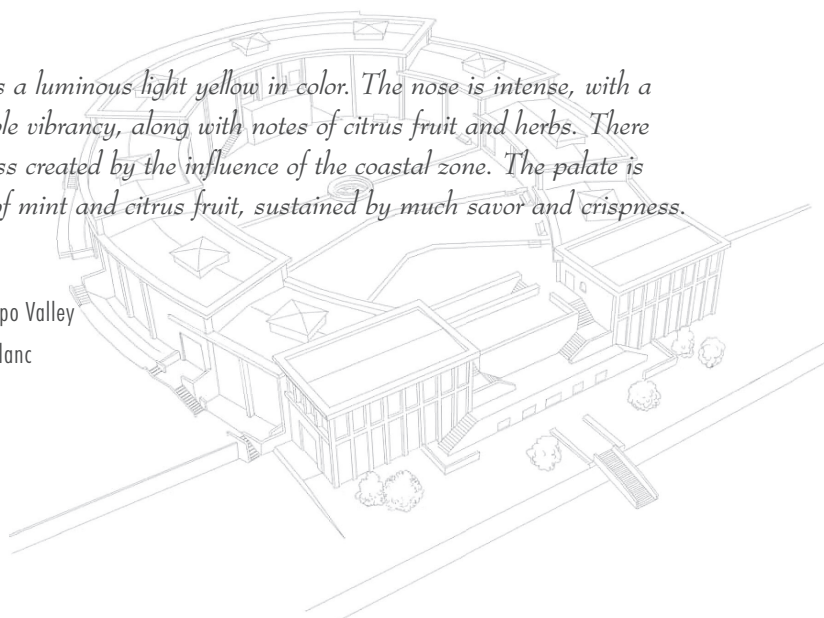 s a luminous light yellow in color. The nose is intense, with a
ble vibrancy, along with notes of citrus fruit and herbs. There
ss created by the influence of the coastal zone. The palate is
of mint and citrus fruit, sustained by much savor and crispness.
po Valley
lanc